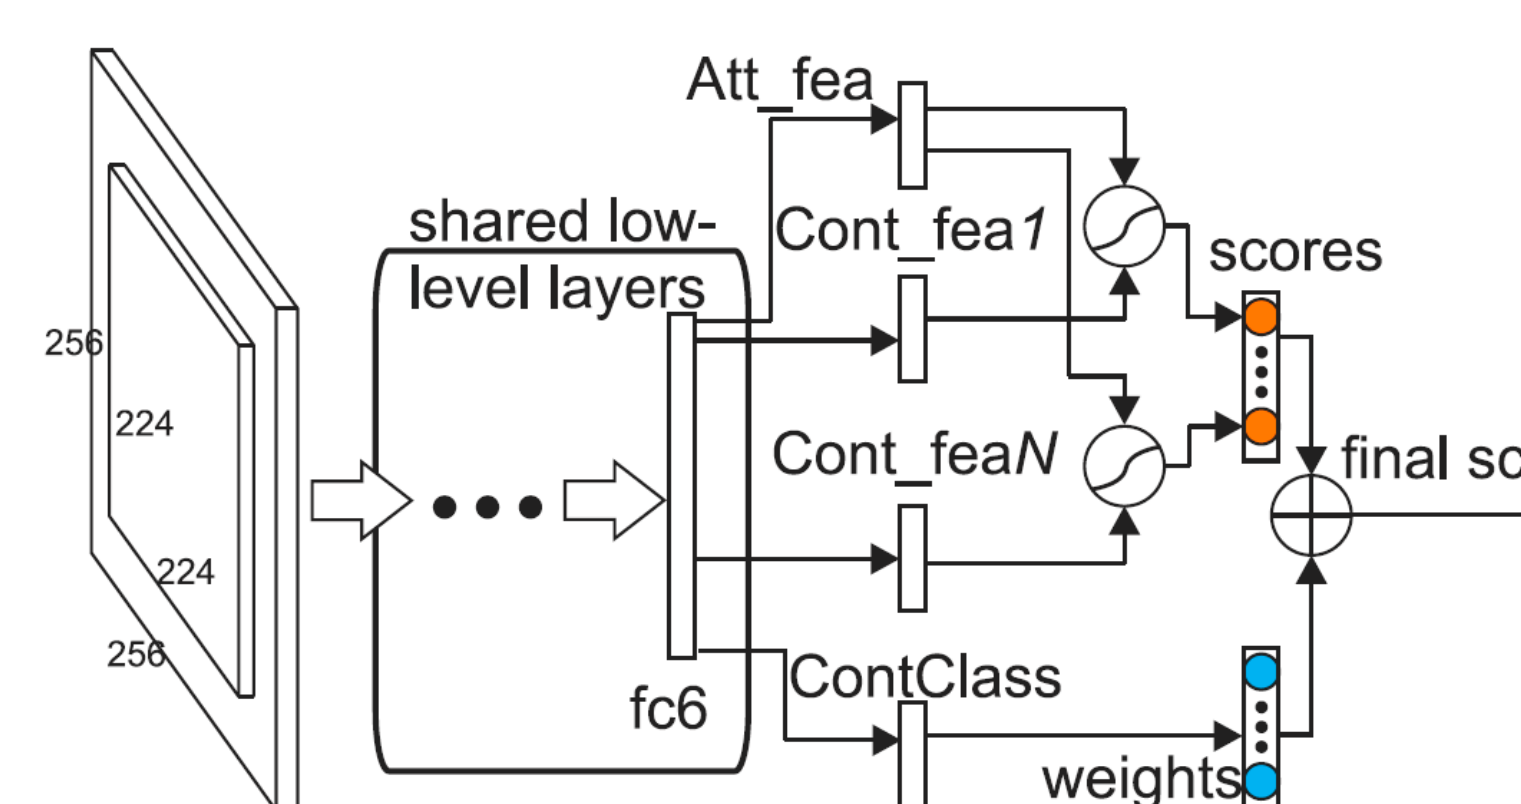 Att_fea
shared low-
level layers
Cont_fea1
scores
256
224
Cont_feaN
final sc
224
256
ContClass
fc6
weights